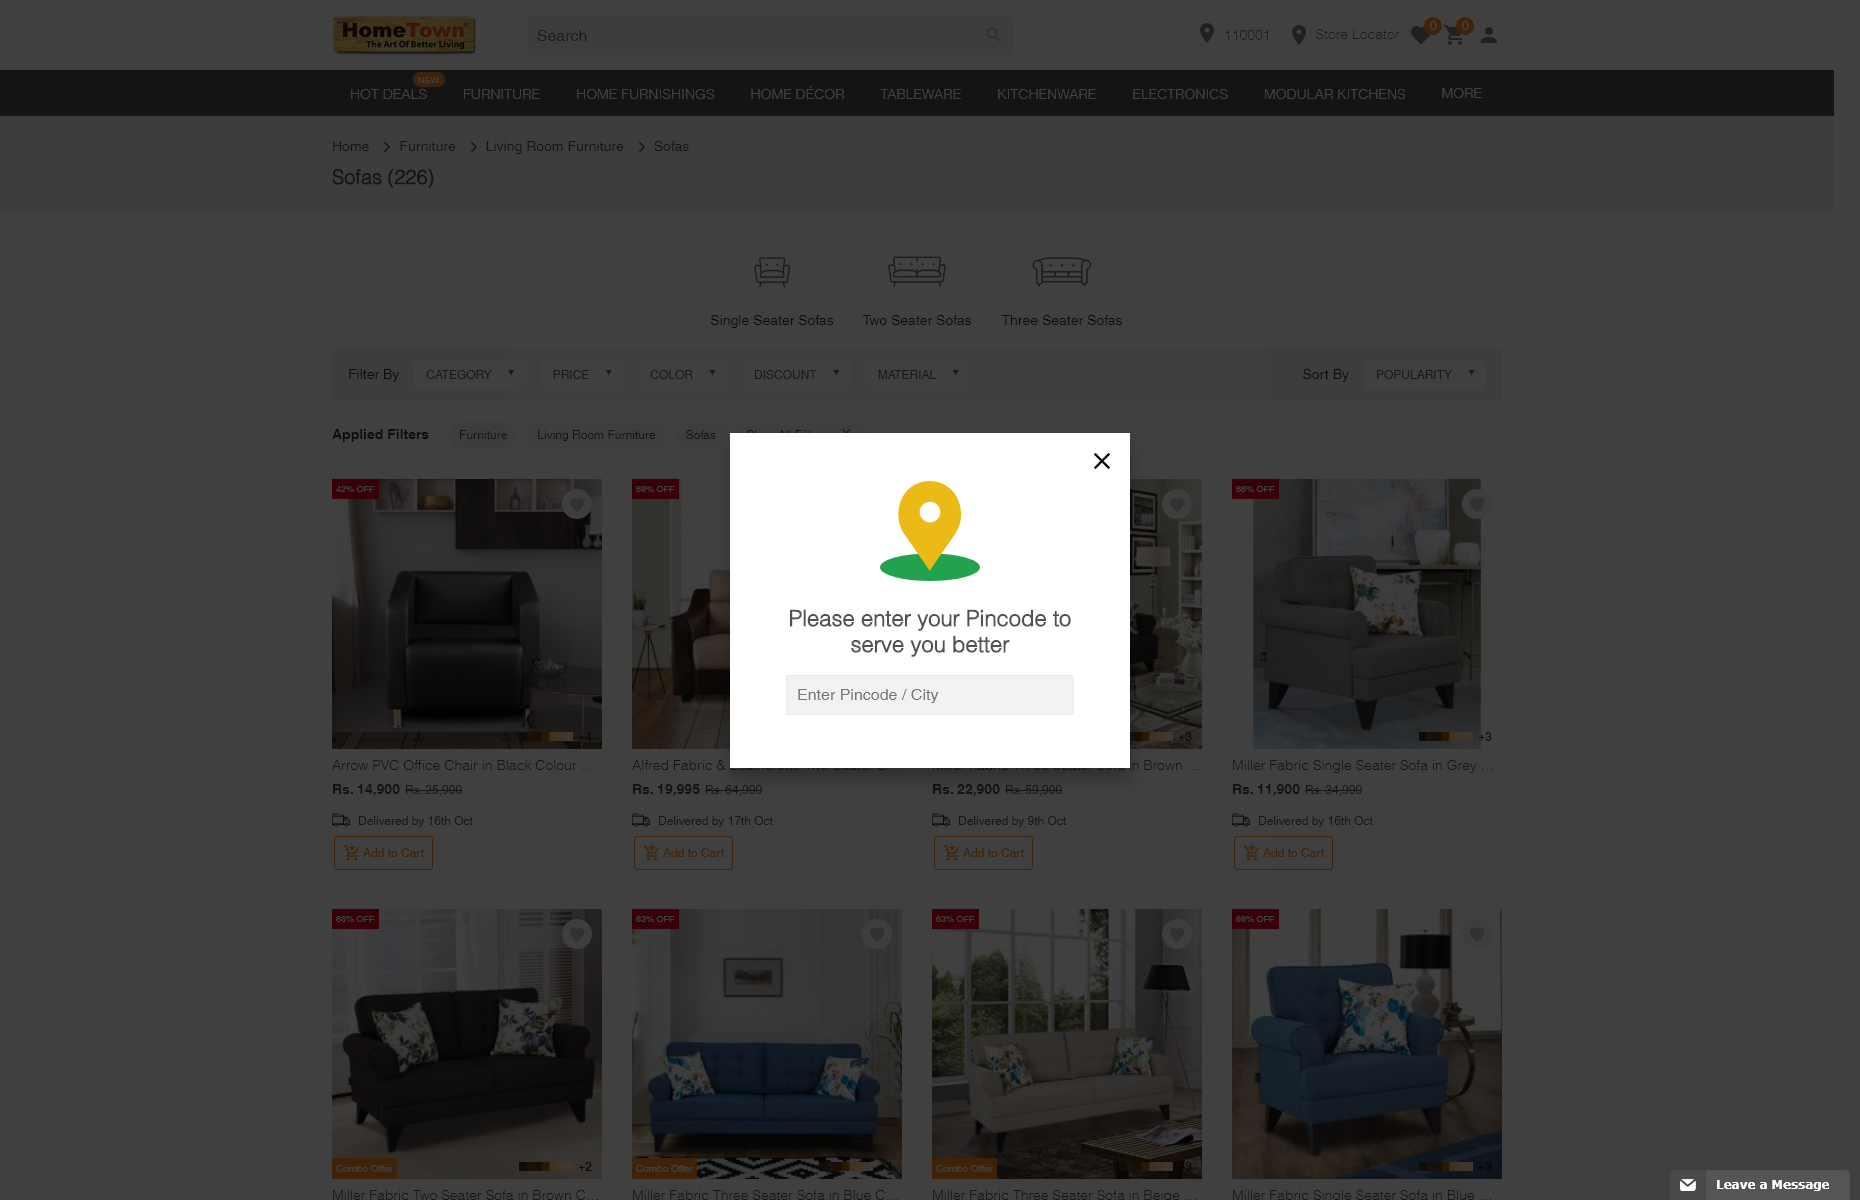 HomeTown
The Art Of Better Living
Search
110001
Store Locator
0
0
NEW
HOT DEALS
FURNITURE
HOME FURNISHINGS
HOME DÉCOR
TABLEWARE
KITCHENWARE
ELECTRONICS
MODULAR KITCHENS
MORE
Home
Furniture
Living Room Furniture
Sofas
Sofas (226)
Single Seater Sofas
Two Seater Sofas
Three Seater Sofas
Filter By
CATEGORY
PRICE
COLOR
DISCOUNT
MATERIAL
Sort By
POPULARITY
Applied Filters
Furniture
Living Room Furniture
Sofas
Please enter your Pincode to
serve you better
Enter Pincode / City
42% OFF
69% OFF
66% OFF
+4
+3
+3
Arrow PVC Office Chair in Black Colour ...
Alfred Fabric &
in Brown ...
Miller Fabric Single Seater Sofa in Grey ...
Rs. 14,900 Rs. 25,900
Rs. 19,995 Rs. 64,900
Rs. 22,900 Rs. 59,900
Rs. 11,900 Rs. 34,900
Delivered by 16th Oct
Delivered by 17th Oct
Delivered by 9th Oct
Delivered by 16th Oct
Add to Cart
Add to Cart
Add to Cart
Add to Cart
68% OFF
63% OFF
63% OFF
66% OFF
Combo Offer
+2
Combo Offer
Combo Offer
+3
Miller Fabric Two Seater Sofa in Brown C...
Miller Fabric Three Seater Sofa in Blue C...
Miller Fabric Three Seater Sofa in Beige ...
Miller Fabric Single Seater Sofa in Blue ...
Leave a Message